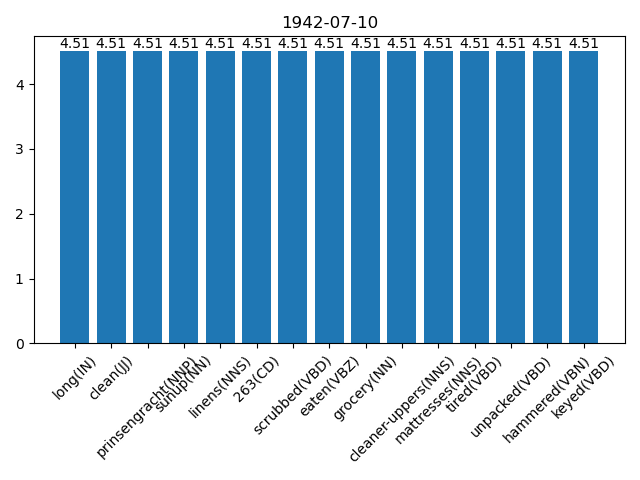 1942-07-10
4.51 4.51 4.51 4.51 4.51 4.51 4.51 4.51 4.51 4.51 4.51 4.51 4.51 4.51 4.51
4
3
2
1
0
long(IN)
clean(JJ)
prinsengracht(NNP)
sunup(NN)
linens(NNS)
263(CD)
scrubbed(VBD)
eaten(VBZ)
grocery(NN)
cleaner-uppers(NNS)
mattresses(NNS)
tired(VBD)
unpacked(VBD)
hammered(VBN)
keyed(VBD)